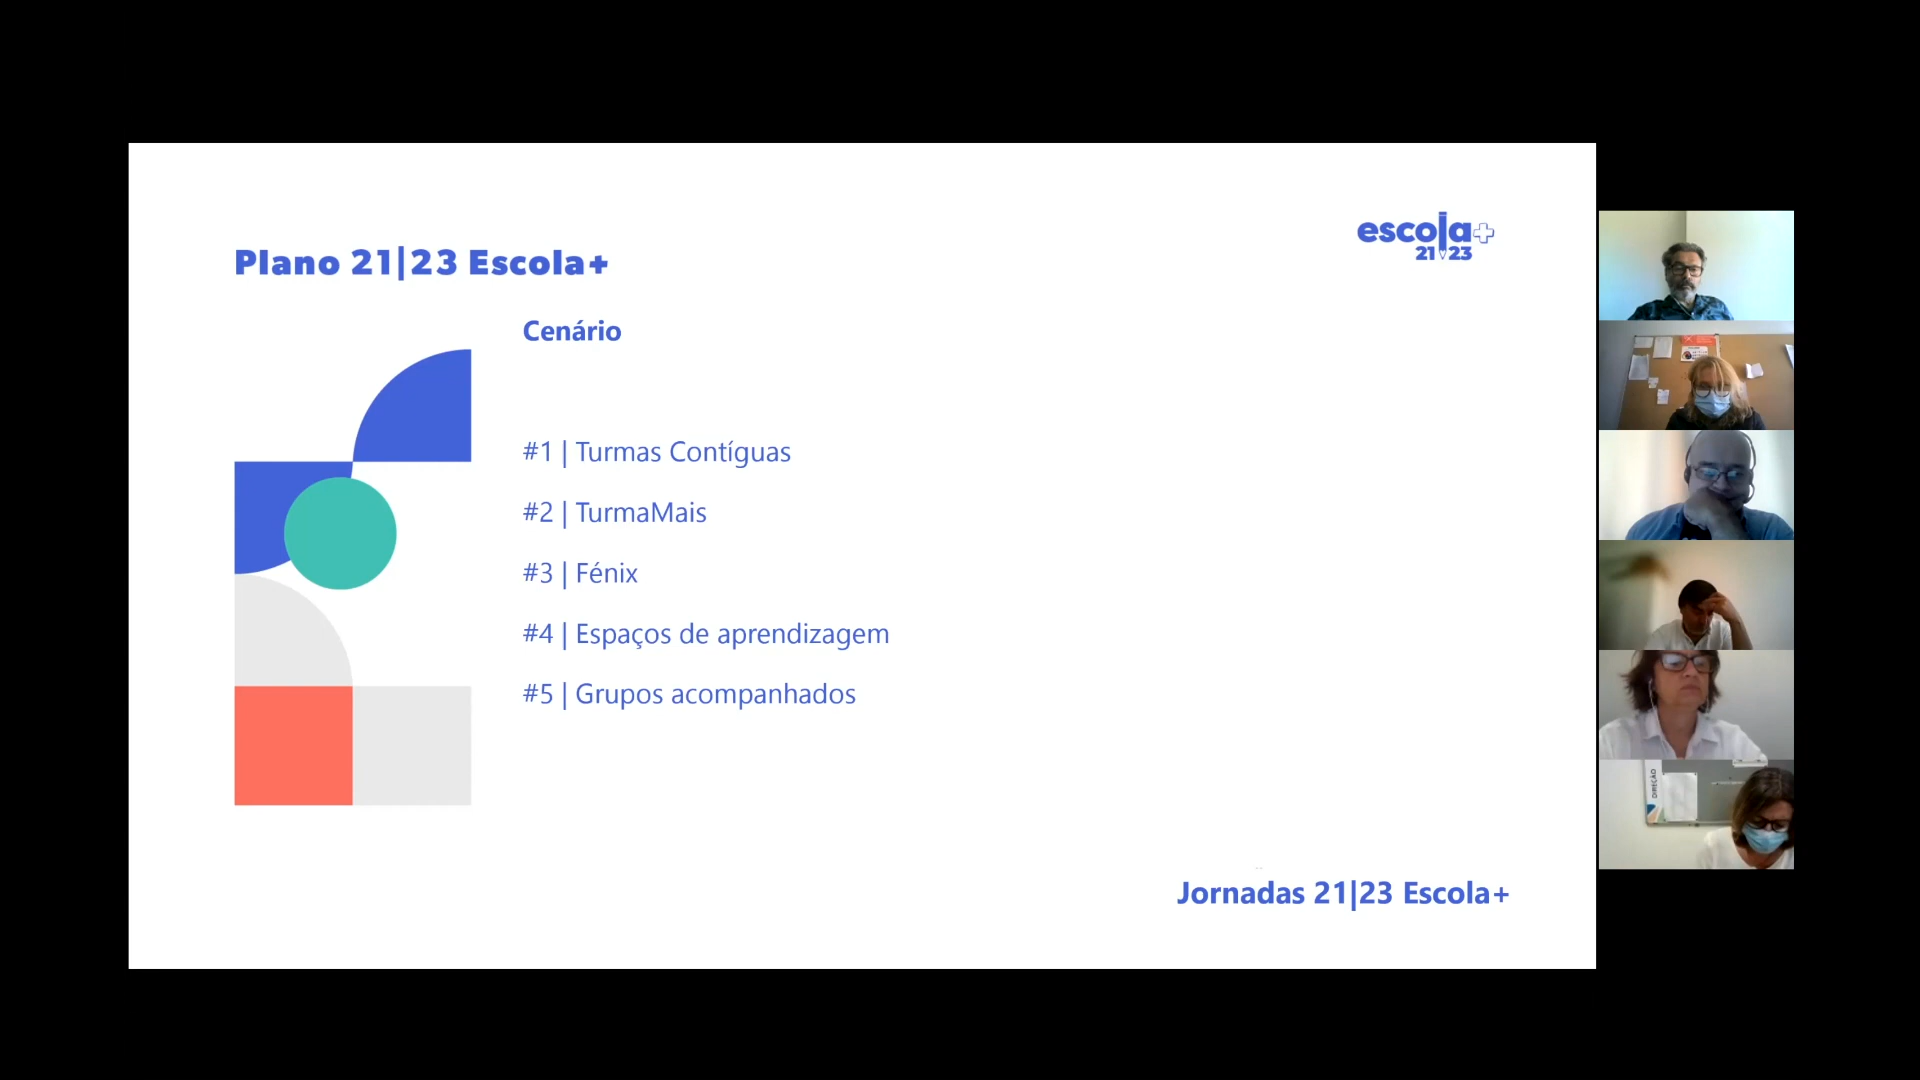 escola+
21 23
Plano 21|23 Escola+
Cenário
#1 | Turmas Contíguas
#2 | TurmaMais
#3 | Fénix
#4 | Espaços de aprendizagem
#5 | Grupos acompanhados
Jornadas 21|23 Escola+
DIREÇÃO